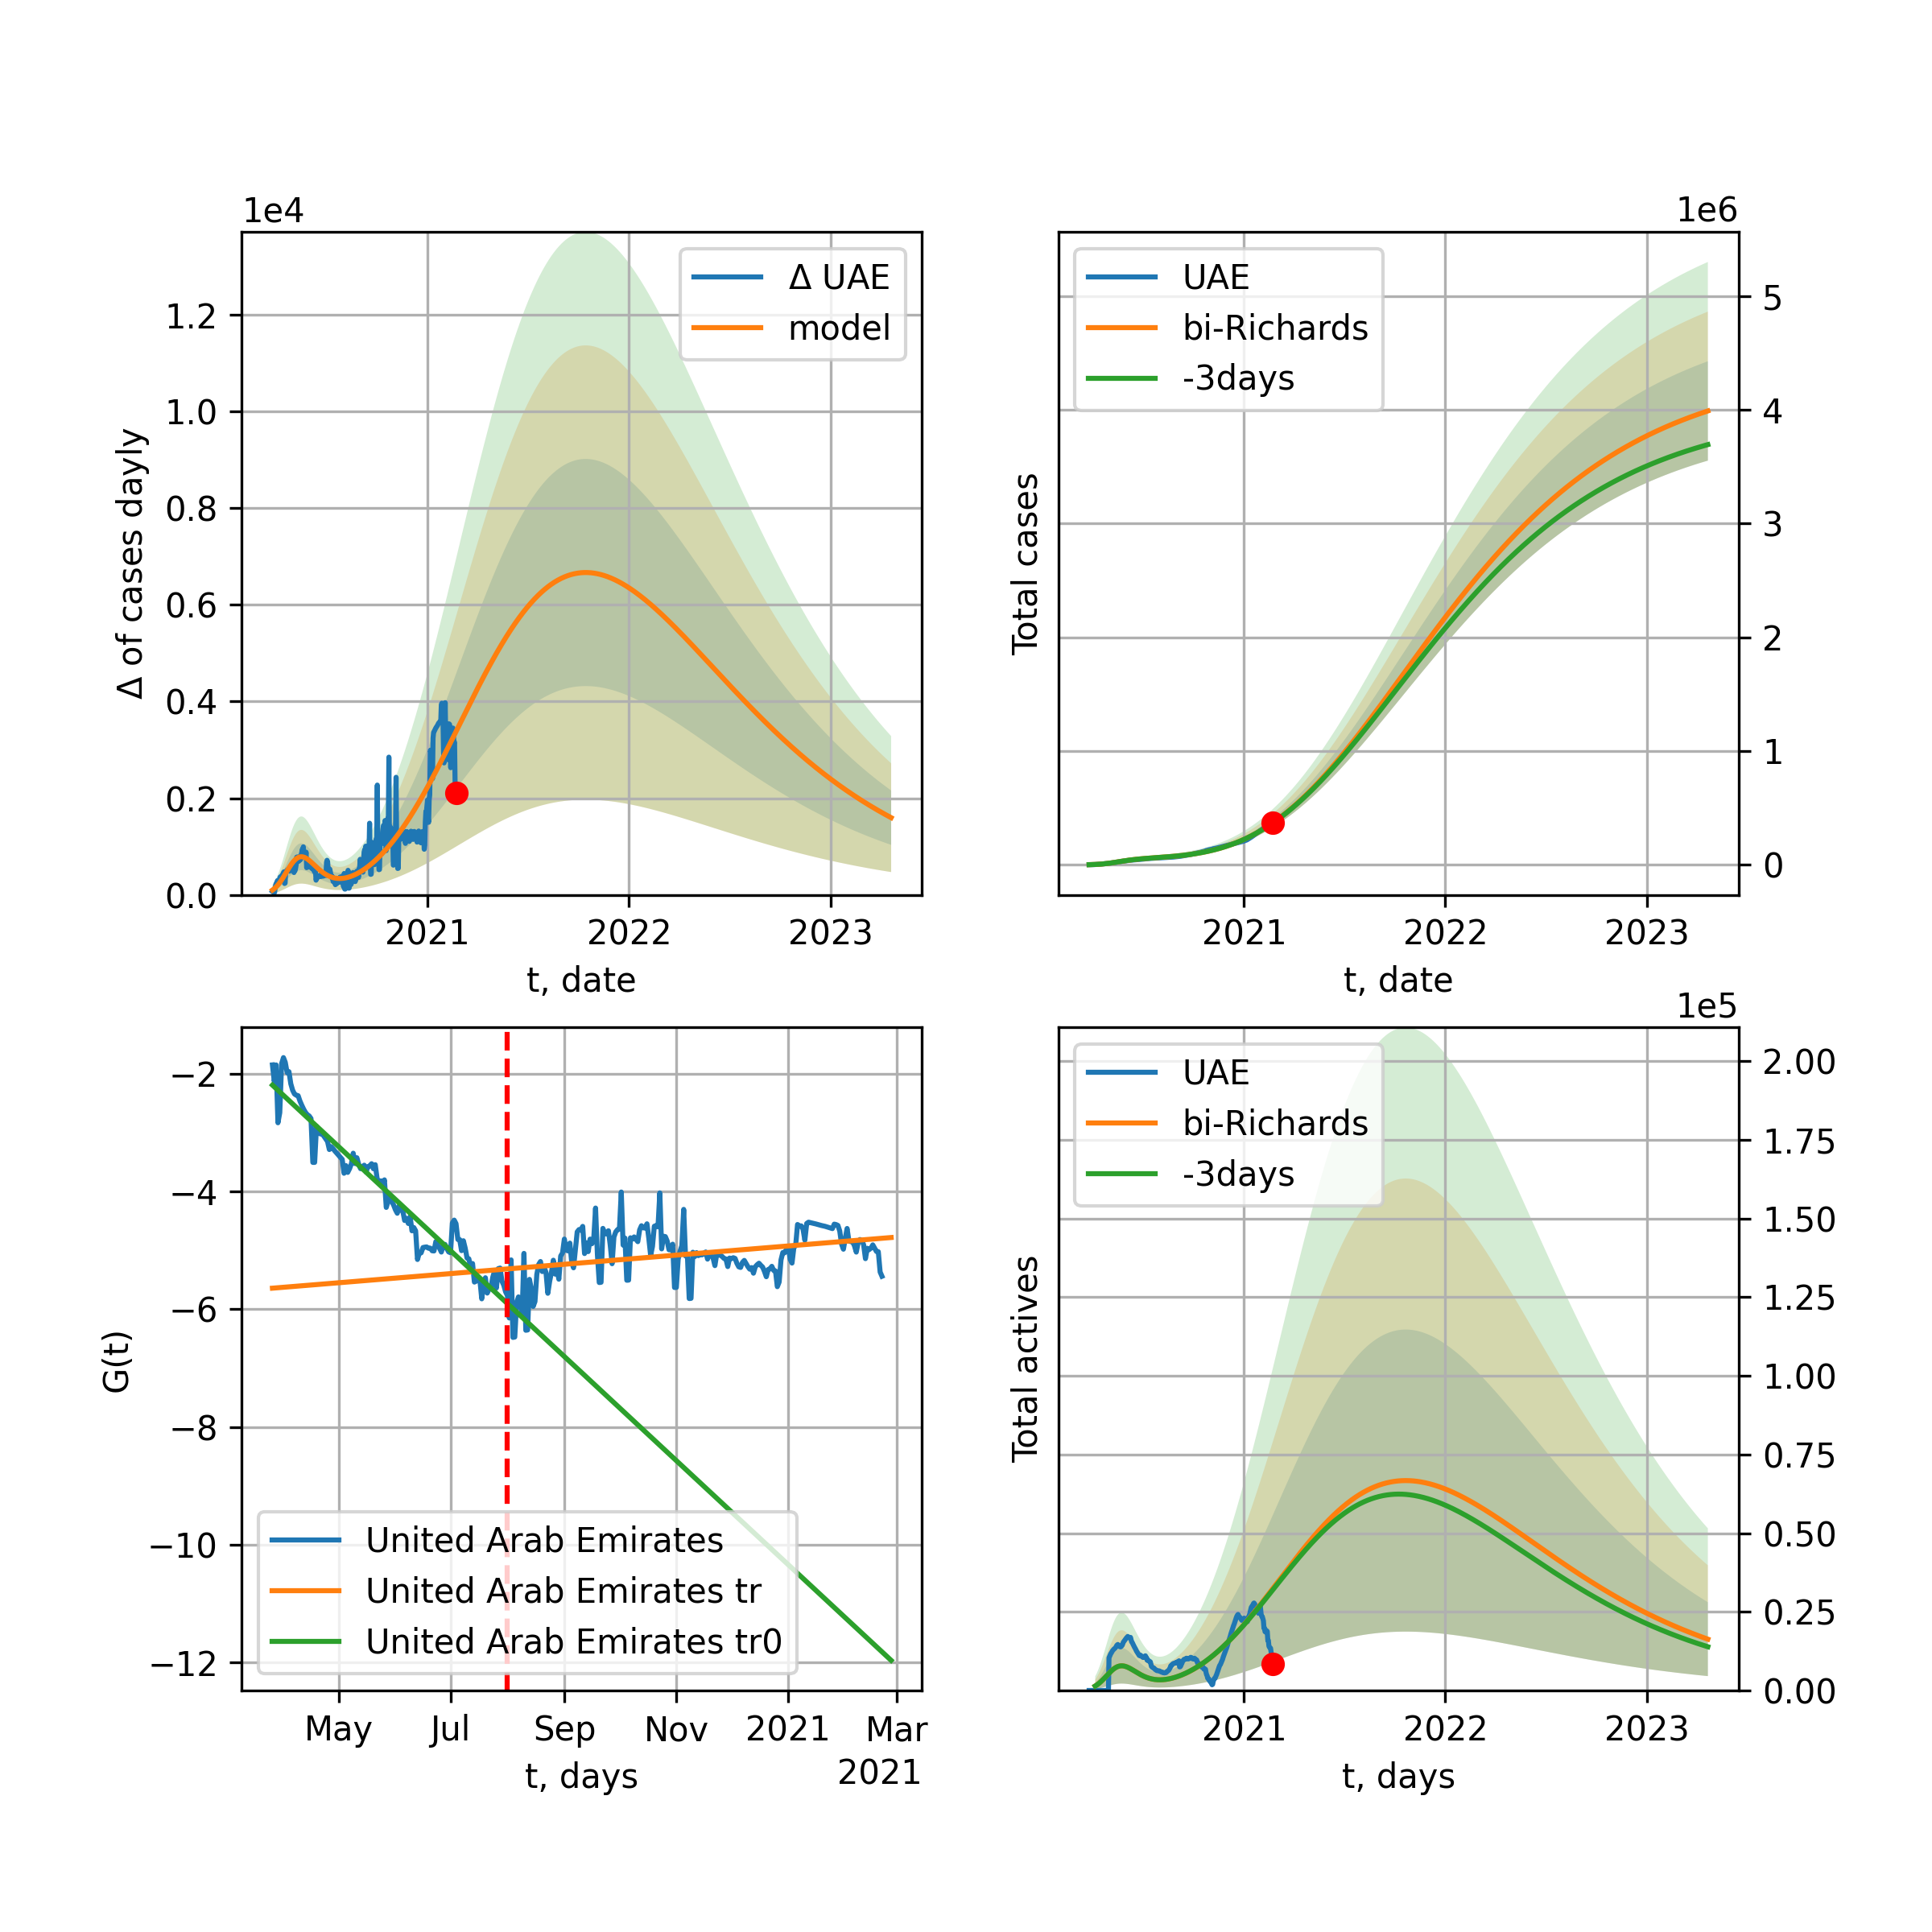 1e4
Δ of cases dayly
1.2
1.0
0.8
0.6
0.4
0.2
0.0
Δ UAE
model
2021 2022 2023
t, date
1e6
Total cases
UAE
bi-Richards
-3days
5
4
3
2
1
0
2021 2022 2023
t, date
G(t)
−2
−4
−6
−8
−10
−12
United Arab Emirates
United Arab Emirates tr
United Arab Emirates tr0
May Jul Sep Nov 2021 Mar
2021
t, days
1e5
Total actives
UAE
bi-Richards
-3days
2.00
1.75
1.50
1.25
1.00
0.75
0.50
0.25
0.00
2021 2022 2023
t, days